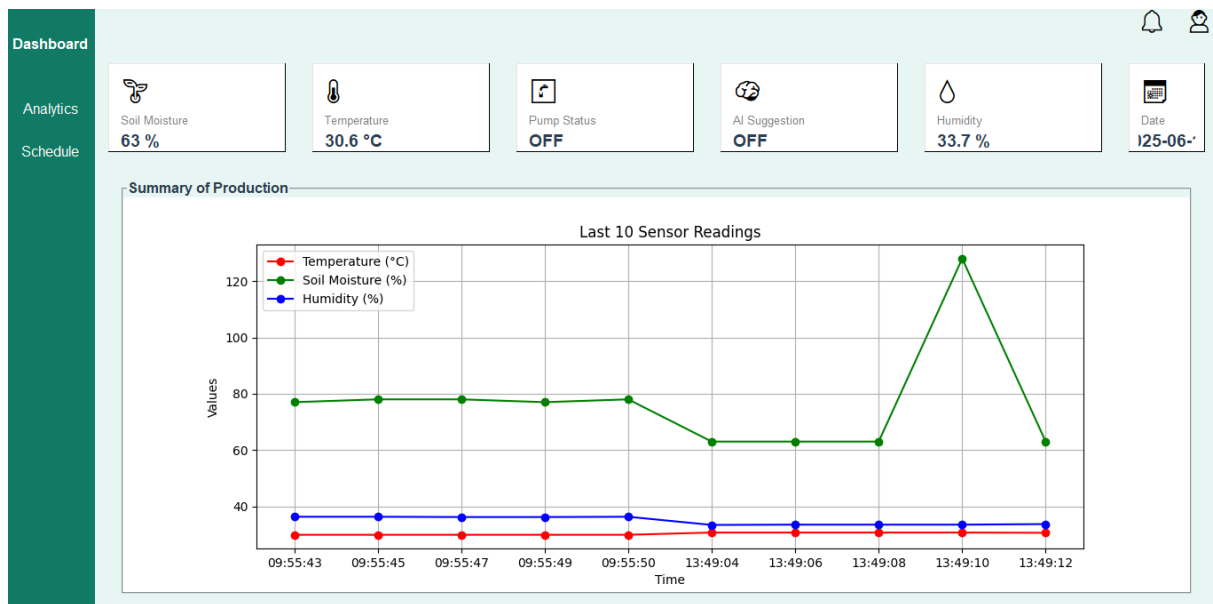 Dashboard
Analytics
Schedule
Soil Moisture
63 %
Temperature
30.6 °C
Pump Status
OFF
AI Suggestion
OFF
Humidity
33.7 %
Date
025-06-
Summary of Production
Last 10 Sensor Readings
Temperature (°C)
Soil Moisture (%)
Humidity (%)
Values
120
100
80
60
40
09:55:43 09:55:45 09:55:47 09:55:49 09:55:50 13:49:04 13:49:06 13:49:08 13:49:10 13:49:12
Time